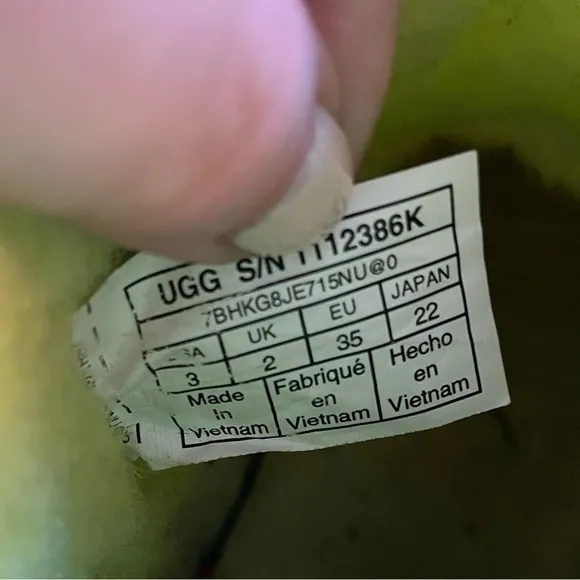 UGG S/N 1112386K
7BHKG8JE715NU@0
USA UK EU JAPAN
3 2 35 22
Made in Vietnam
Fabriqué en Vietnam
Hecho en Vietnam